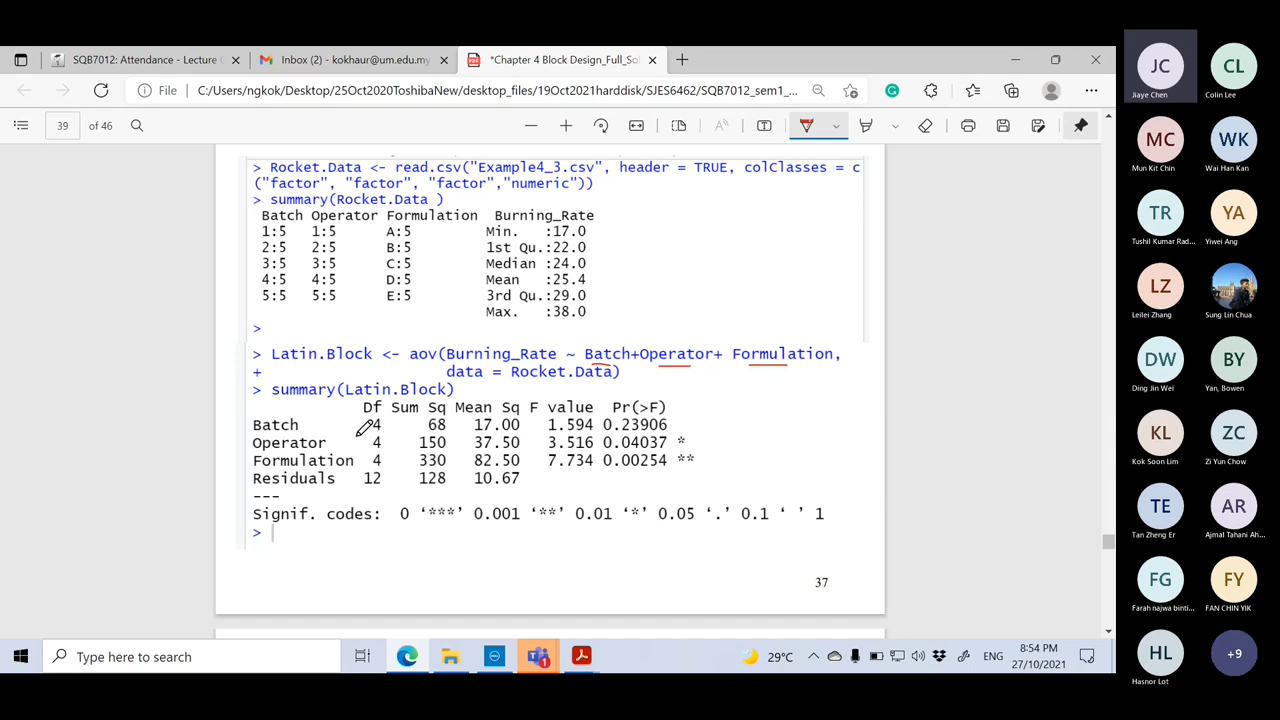 SQB7012: Attendance - Lecture
Inbox (2) - kokhaur@um.edu.my
*Chapter 4 Block Design_Full_So
File
C:/Users/ngkok/Desktop/25Oct2020ToshibaNew/desktop_files/19Oct2021harddisk/SJES6462/SQB7012_sem1_...
39 of 46
> Rocket.Data <- read.csv("Example4_3.csv", header = TRUE, colClasses = c
("factor", "factor", "factor","numeric"))
> summary(Rocket.Data )
Batch Operator Formulation Burning_Rate
1:5 1:5 A:5 Min. :17.0
2:5 2:5 B:5 1st Qu.:22.0
3:5 3:5 C:5 Median :24.0
4:5 4:5 D:5 Mean :25.4
5:5 5:5 E:5 3rd Qu.:29.0
Max. :38.0
>
> Latin.Block <- aov(Burning_Rate ~ Batch+Operator+ Formulation,
+ data = Rocket.Data)
> summary(Latin.Block)
Df Sum Sq Mean Sq F value Pr(>F)
Batch 4 68 17.00 1.594 0.23906
Operator 4 150 37.50 3.516 0.04037 *
Formulation 4 330 82.50 7.734 0.00254 **
Residuals 12 128 10.67
---
Signif. codes: 0 ‘***’ 0.001 ‘**’ 0.01 ‘*’ 0.05 ‘.’ 0.1 ‘ ’ 1
>
37
Type here to search
29°C
ENG
8:54 PM
27/10/2021
JC
Jiaye Chen
CL
Colin Lee
MC
Mun Kit Chin
WK
Wai Han Kan
TR
Tushil Kumar Rad...
YA
Yiwei Ang
LZ
Leilei Zhang
Sung Lin Chua
DW
Ding Jin Wei
BY
Yan, Bowen
KL
Kok Soon Lim
ZC
Zi Yun Chow
TE
Tan Zheng Er
AR
Ajmal Tahani Ah...
FG
Farah najwa binti...
FY
FAN CHIN YIK
HL
Hasnor Lot
+9